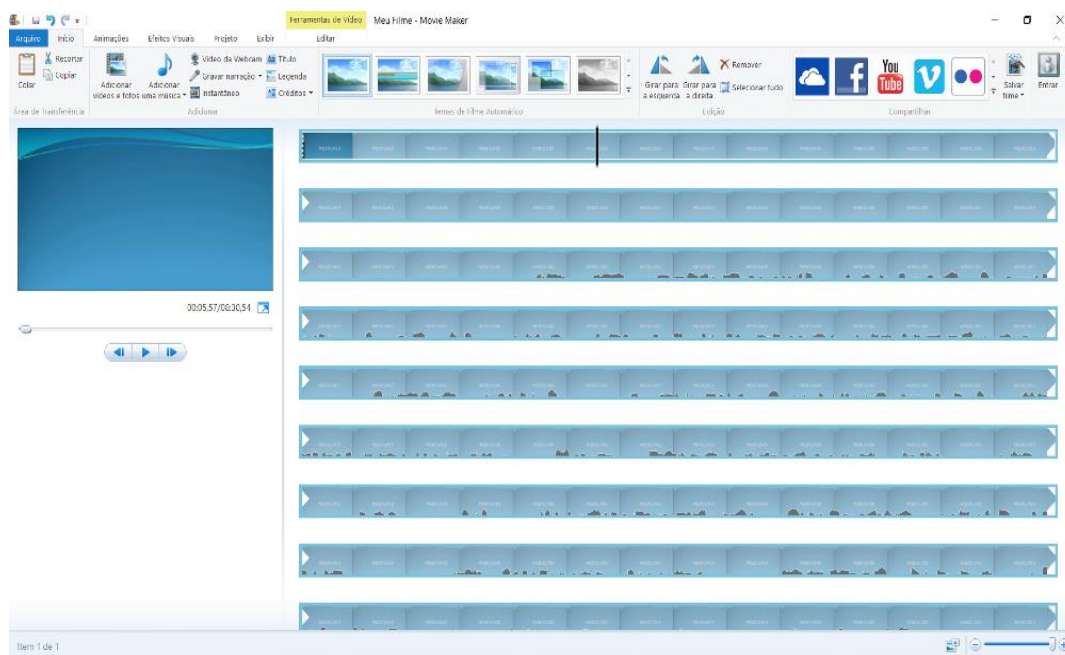 Ferramentas de Vídeo
Meu Filme - Movie Maker
Arquivo
Início
Animações
Efeitos Visuais
Projeto
Exibir
Editar
Colar
Recortar
Copiar
Área de Transferência
Adicionar vídeos e fotos
Adicionar uma música
Vídeo da Webcam
Gravar narração
Instantâneo
Título
Legenda
Créditos
Adicionar
Temas de Filme Automático
Girar para a esquerda
Girar para a direita
Remover
Selecionar tudo
Edição
f
You Tube
V
Compartilhar
Salvar filme
Entrar
00:05,57/08:30,54
Item 1 de 1